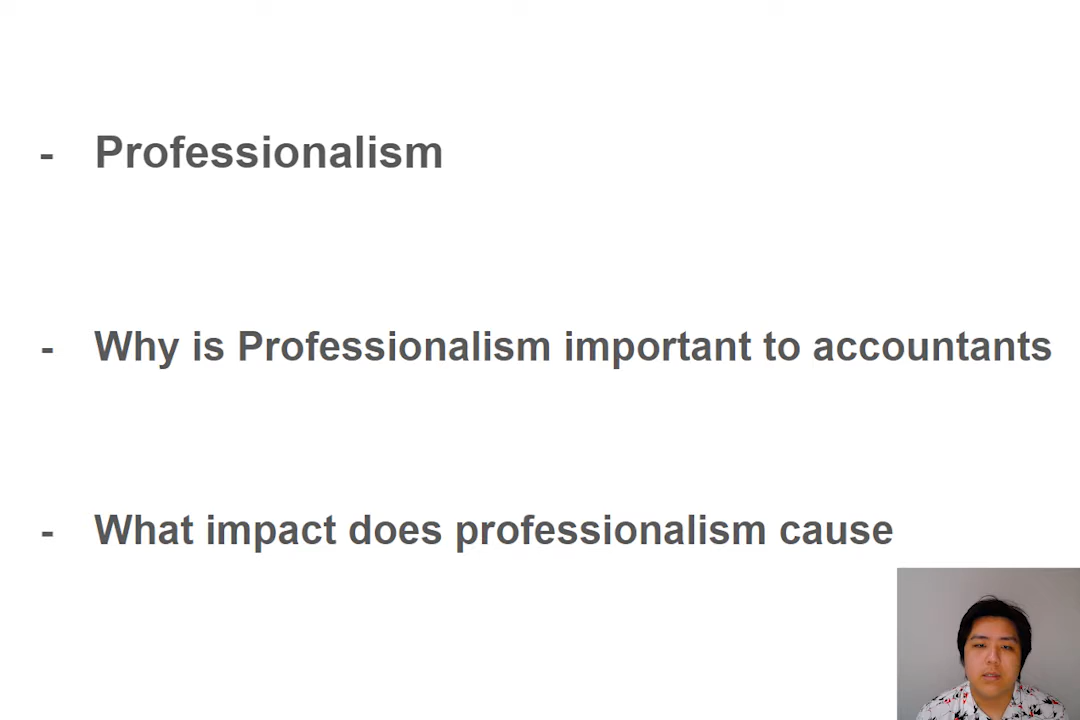 - Professionalism
- Why is Professionalism important to accountants
- What impact does professionalism cause